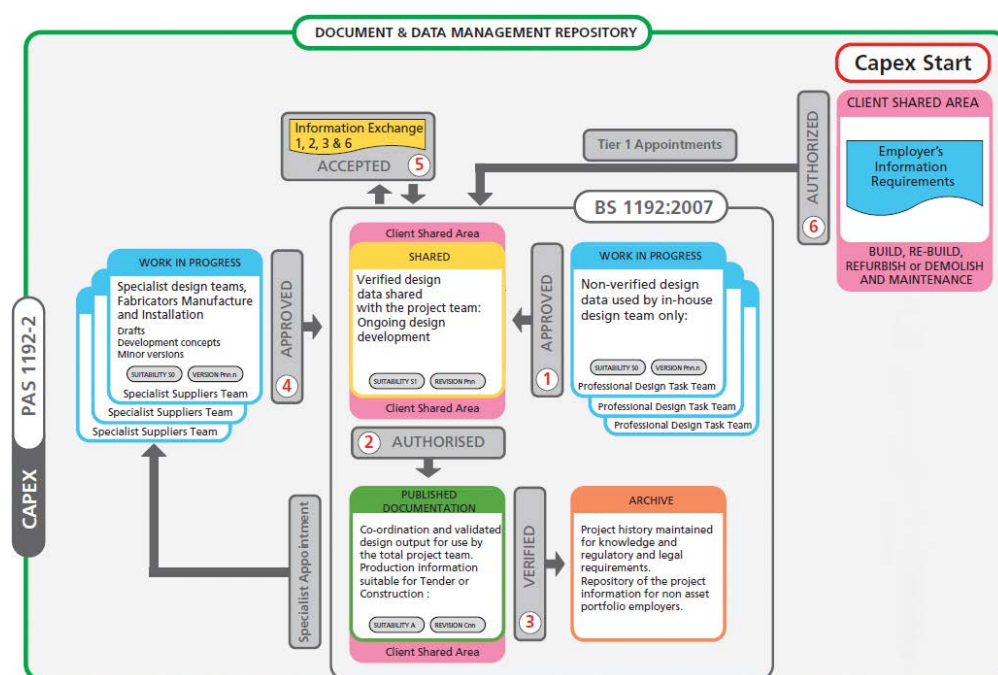 DOCUMENT & DATA MANAGEMENT REPOSITORY
Capex Start
CLIENT SHARED AREA
Employer's
Information
Requirements
BUILD, RE-BUILD,
REFURBISH or DEMOLISH
AND MAINTENANCE
AUTHORIZED
6
Tier 1 Appointments
Information Exchange
1, 2, 3 & 6
ACCEPTED
5
BS 1192:2007
Client Shared Area
SHARED
Verified design
data shared
with the project team:
Ongoing design
development
SUITABILITY S1
REVISION Pnn
Client Shared Area
WORK IN PROGRESS
Specialist design teams,
Fabricators Manufacture
and Installation
Drafts
Development concepts
Minor versions
SUITABILITY S0
VERSION Pnn.n
Specialist Suppliers Team
Specialist Suppliers Team
Specialist Suppliers Team
APPROVED
4
APPROVED
1
WORK IN PROGRESS
Non-verified design
data used by in-house
design team only:
SUITABILITY S0
VERSION Pnn.n
Professional Design Task Team
Professional Design Task Team
Professional Design Task Team
2
AUTHORISED
PUBLISHED
DOCUMENTATION
Co-ordination and validated
design output for use by
the total project team.
Production information
suitable for Tender or
Construction :
SUITABILITY A
REVISION Cnn
Client Shared Area
VERIFIED
3
ARCHIVE
Project history maintained
for knowledge and
regulatory and legal
requirements.
Repository of the project
information for non asset
portfolio employers.
Specialist Appointment
PAS 1192-2
CAPEX